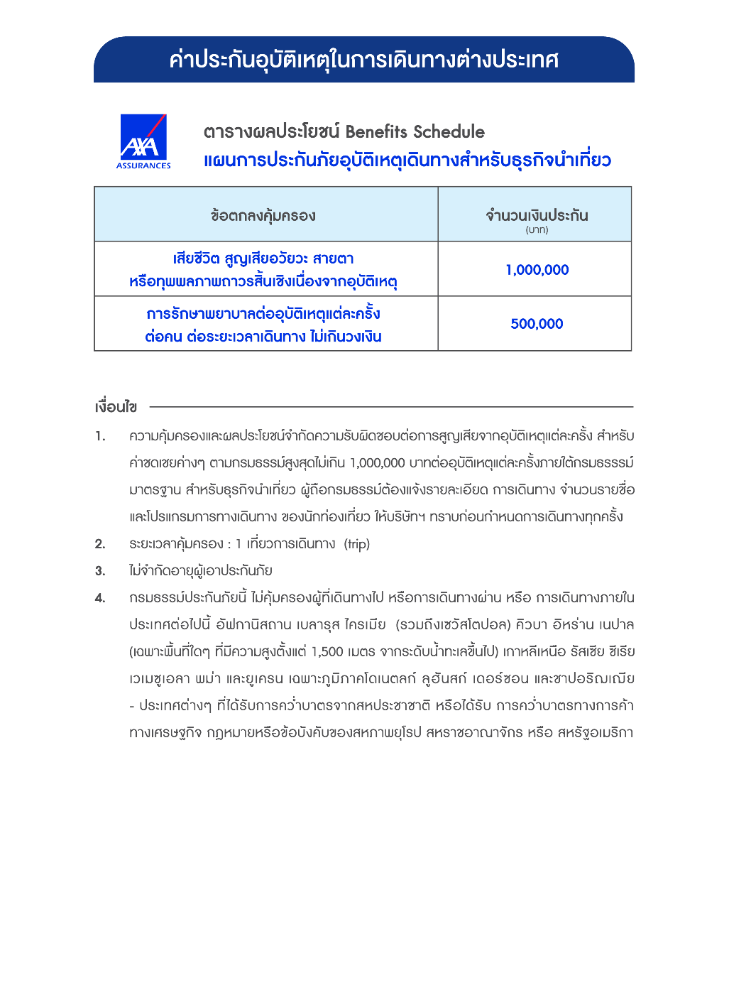 ค่าประกันอุบัติเหตุในการเดินทางต่างประเทศ
AXA
ASSURANCES
ตารางผลประโยชน์ Benefits Schedule
แผนการประกันภัยอุบัติเหตุเดินทางสำหรับธุรกิจนำเที่ยว
ข้อตกลงคุ้มครอง
จำนวนเงินประกัน
(บาท)
เสียชีวิต สูญเสียอวัยวะ สายตา
หรือทุพพลภาพถาวรสิ้นเชิงเนื่องจากอุบัติเหตุ
1,000,000
การรักษาพยาบาลต่ออุบัติเหตุแต่ละครั้ง
ต่อคน ต่อระยะเวลาเดินทาง ไม่เกินวงเงิน
500,000
เงื่อนไข
1. ความคุ้มครองและผลประโยชน์จำกัดความรับผิดชอบต่อการสูญเสียจากอุบัติเหตุแต่ละครั้ง สำหรับ
ค่าชดเชยค่างๆ ตามกรมธรรม์สูงสุดไม่เกิน 1,000,000 บาทต่ออุบัติเหตุแต่ละครั้งภายใต้กรมธรรรม์
มาตรฐาน สำหรับธุรกิจนำเที่ยว ผู้ถือกรมธรรม์ต้องแจ้งรายละเอียด การเดินทาง จำนวนรายชื่อ
และโปรแกรมการทางเดินทาง ของนักท่องเที่ยว ให้บริษัทฯ ทราบก่อนกำหนดการเดินทางทุกครั้ง
2. ระยะเวลาคุ้มครอง : 1 เที่ยวการเดินทาง (trip)
3. ไม่จำกัดอายุผู้เอาประกันภัย
4. กรมธรรม์ประกันภัยนี้ ไม่คุ้มครองผู้ที่เดินทางไป หรือการเดินทางผ่าน หรือ การเดินทางภายใน
ประเทศต่อไปนี้ อัฟกานิสถาน เบลารุส ไครเมีย (รวมถึงเซวัสโตปอล) คิวบา อิหร่าน เนปาล
(เฉพาะพื้นที่ใดๆ ที่มีความสูงตั้งแต่ 1,500 เมตร จากระดับน้ำทะเลขึ้นไป) เกาหลีเหนือ รัสเซีย ซีเรีย
เวเมซูเอลา พม่า และยูเครน เฉพาะภูมิภาคโดเนตลก์ ลูฮันสก์ เดอร์ซอน และซาปอริฌเฌีย
- ประเทศต่างๆ ที่ได้รับการคว่ำบาตรจากสหประชาชาติ หรือได้รับ การคว่ำบาตรทางการค้า
ทางเศรษฐกิจ กฎหมายหรือข้อบังคับของสหภาพยุโรป สหราชอาณาจักร หรือ สหรัฐอเมริกา